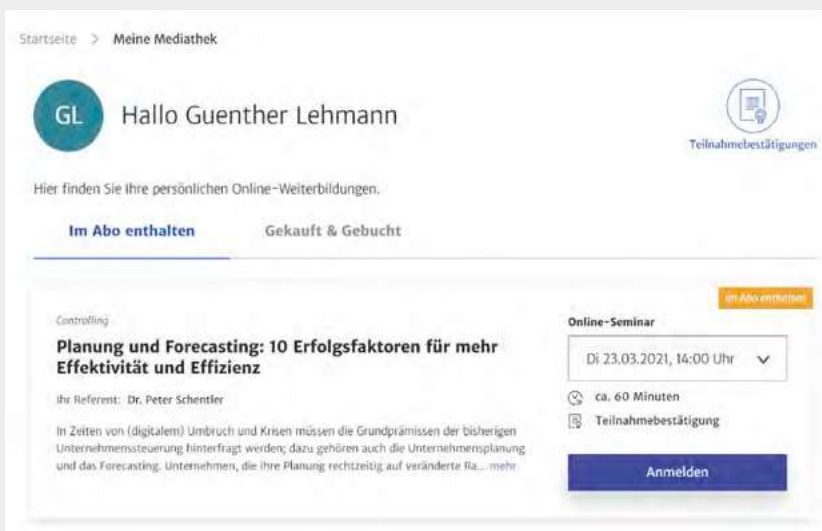 Startseite > Meine Mediathek
GL
Hallo Guenther Lehmann
Teilnahmebestätigungen
Hier finden Sie Ihre persönlichen Online-Weiterbildungen.
Im Abo enthalten
Gekauft & Gebucht
Im Abo enthalten
Controlling
Planung und Forecasting: 10 Erfolgsfaktoren für mehr
Effektivität und Effizienz
Ihr Referent: Dr. Peter Schentler
In Zeiten von (digitalem) Umbruch und Krisen müssen die Grundprämissen der bisherigen
Unternehmenssteuerung hinterfragt werden; dazu gehören auch die Unternehmensplanung
und das Forecasting. Unternehmen, die ihre Planung rechtzeitig auf veränderte Ra... mehr
Online-Seminar
Di 23.03.2021, 14:00 Uhr
ca. 60 Minuten
Teilnahmebestätigung
Anmelden